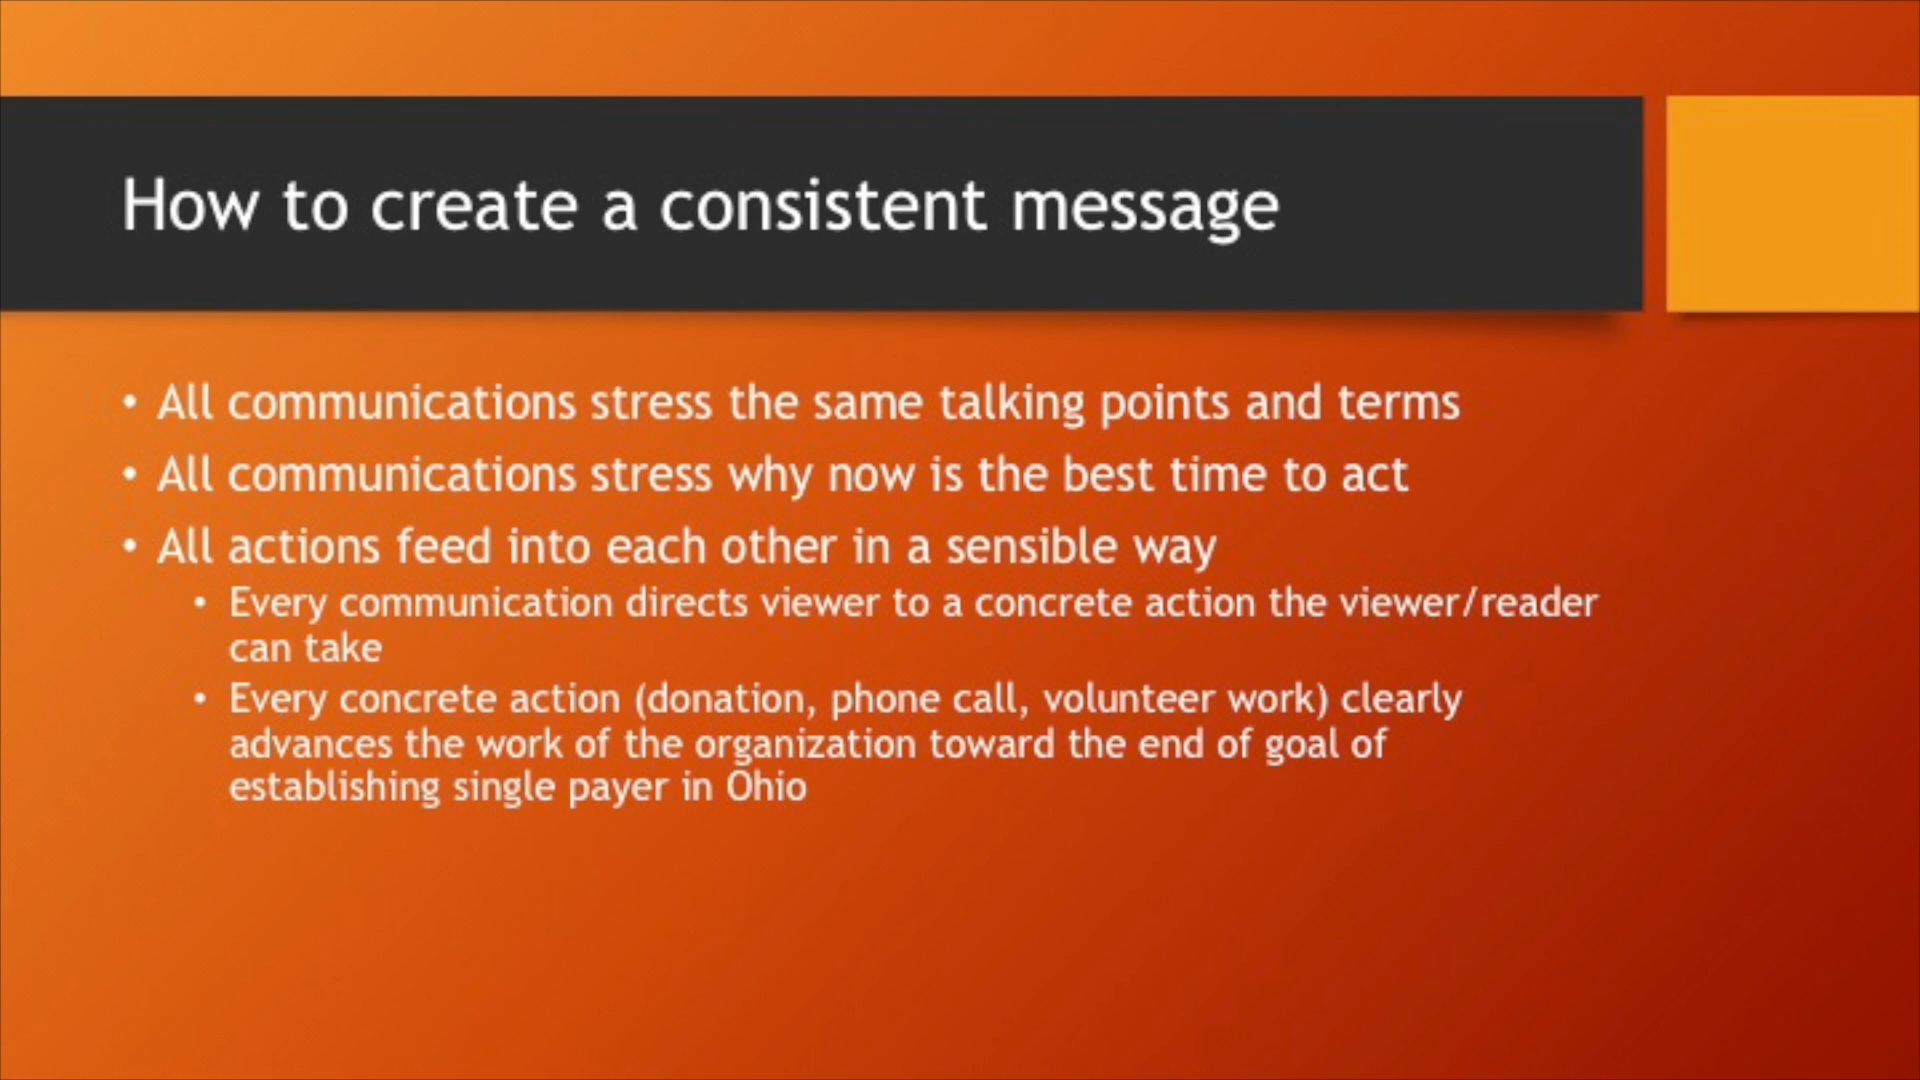 How to create a consistent message
• All communications stress the same talking points and terms
• All communications stress why now is the best time to act
• All actions feed into each other in a sensible way
• Every communication directs viewer to a concrete action the viewer/reader
can take
• Every concrete action (donation, phone call, volunteer work) clearly
advances the work of the organization toward the end of goal of
establishing single payer in Ohio